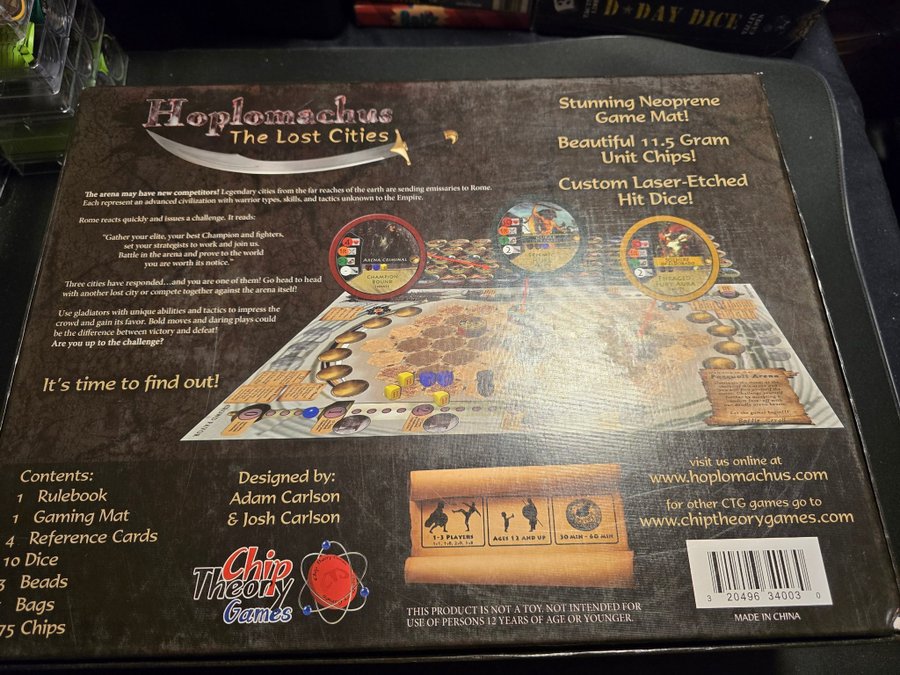 D★DAY DICE
Hoplomachus
The Lost Cities
Stunning Neoprene
Game Mat!
Beautiful 11.5 Gram
Unit Chips!
Custom Laser-Etched
Hit Dice!
The arena may have new competitors! Legendary cities from the far reaches of the earth are sending emissaries to Rome.
Each represent an advanced civilization with warrior types, skills, and tactics unknown to the Empire.
Rome reacts quickly and issues a challenge. It reads:
"Gather your elite, your best Champion and fighters,
set your strategists to work and join us.
Battle in the arena and prove to the world
you are worth its notice."
Three cities have responded...and you are one of them! Go head to head
with another lost city or compete together against the arena itself!
Use gladiators with unique abilities and tactics to impress the
crowd and gain its favor. Bold moves and daring plays could
be the difference between victory and defeat!
Are you up to the challenge?
It's time to find out!
Arena Criminal
Champion
Bound
Pompeii Arena
Contents:
1 Rulebook
1 Gaming Mat
4 Reference Cards
10 Dice
Beads
Bags
75 Chips
Designed by:
Adam Carlson
& Josh Carlson
Chip
Theory
Games
1-3 Players
Ages 12 and up
30 min - 60 min
THIS PRODUCT IS NOT A TOY. NOT INTENDED FOR
USE OF PERSONS 12 YEARS OF AGE OR YOUNGER.
visit us online at
www.hoplomachus.com
for other CTG games go to
www.chiptheorygames.com
3 20496 34003 0
MADE IN CHINA